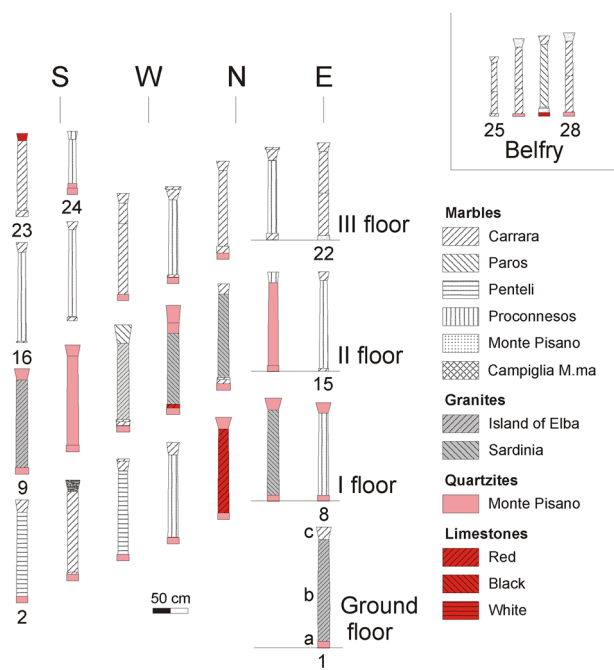 S W N E
25 28
Belfry
III floor
23 24 22
Marbles
Carrara
Paros
Penteli
Proconnesos
Monte Pisano
Campiglia M.ma
Granites
Island of Elba
Sardinia
Quartzites
Monte Pisano
Limestones
Red
Black
White
II floor
16 15
I floor
9 8
c
b
a
Ground
floor
50 cm
2 1